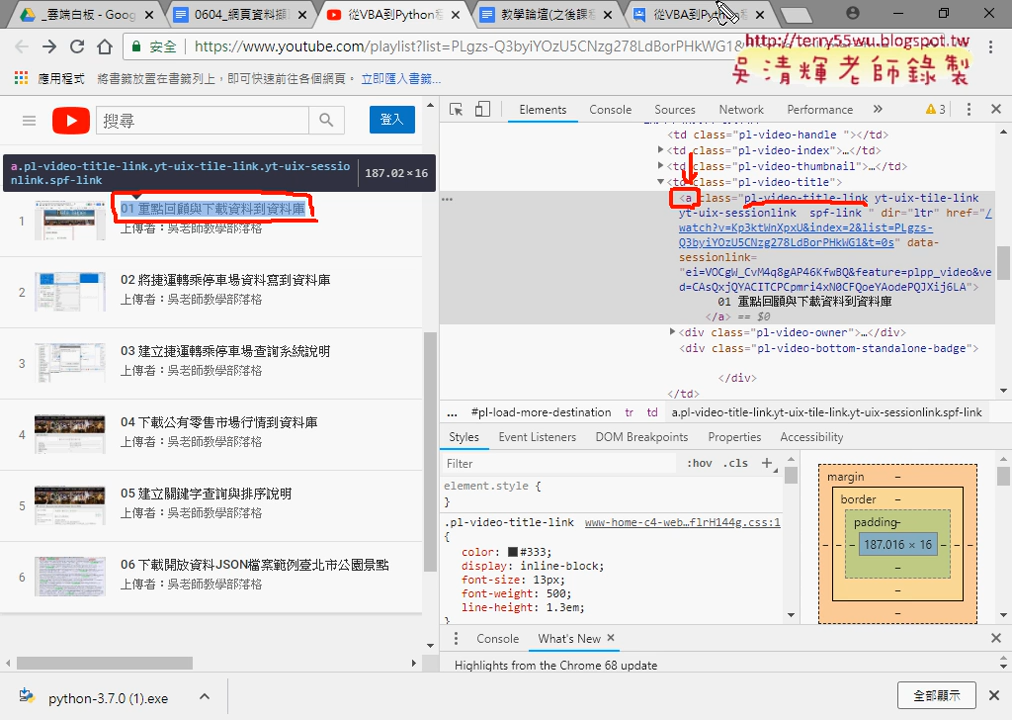 _雲端白板 - Goog
0604_網頁資料擷
從VBA到Python程
教學論壇(之後課程
從VBA到Python程
安全
https://www.youtube.com/playlist?list=PLgzs-Q3byiYOzU5CNzg278LdBorPHkWG1&
http://terry55wu.blogspot.tw
吳清輝老師錄製
應用程式
將書籤放置在書籤列上，即可快速前往各個網頁。
立即匯入書籤...
搜尋
登入
a.pl-video-title-link.yt-uix-tile-link.yt-uix-sessio
nlink.spf-link
187.02×16
1
01 重點回顧與下載資料到資料庫
上傳者：吳老師教學部落格
2
02 將捷運轉乘停車場資料寫到資料庫
上傳者：吳老師教學部落格
3
03 建立捷運轉乘停車場查詢系統說明
上傳者：吳老師教學部落格
4
04 下載公有零售市場行情到資料庫
上傳者：吳老師教學部落格
5
05 建立關鍵字查詢與排序說明
上傳者：吳老師教學部落格
6
06 下載開放資料JSON檔案範例臺北市公園景點
上傳者：吳老師教學部落格
Elements Console Sources Network Performance » 3
<td class="pl-video-handle "></td>
<td class="pl-video-index">…</td>
<td class="pl-video-thumbnail">…</td>
<td class="pl-video-title">
<a class="pl-video-title-link yt-uix-tile-link
yt-uix-sessionlink  spf-link " dir="ltr" href="/
watch?v=Kp3ktWnXpxU&index=2&list=PLgzs-
Q3byiYOzU5CNzg278LdBorPHkWG1&t=0s" data-
sessionlink=
"ei=VOCgW_CvM4q8gAP46KfwBQ&feature=plpp_video&ve
d=CAsQxjQYACITCPCpmri4xN0CFQoeYAodePQJXij6LA">
01 重點回顧與下載資料到資料庫
</a> == $0
<div class="pl-video-owner">…</div>
<div class="pl-video-bottom-standalone-badge">
</div>
</td>
... #pl-load-more-destination tr td a.pl-video-title-link.yt-uix-tile-link.yt-uix-sessionlink.spf-link
Styles Event Listeners DOM Breakpoints Properties Accessibility
Filter
:hov .cls +
element.style {
}
.pl-video-title-link www-home-c4-web…flrH144g.css:1
{
color: #333;
display: inline-block;
font-size: 13px;
font-weight: 500;
line-height: 1.3em;
}
margin
–
border
–
padding
–
187.016 × 16
–
–
–
Console
What's New ×
Highlights from the Chrome 68 update
python-3.7.0 (1).exe
全部顯示